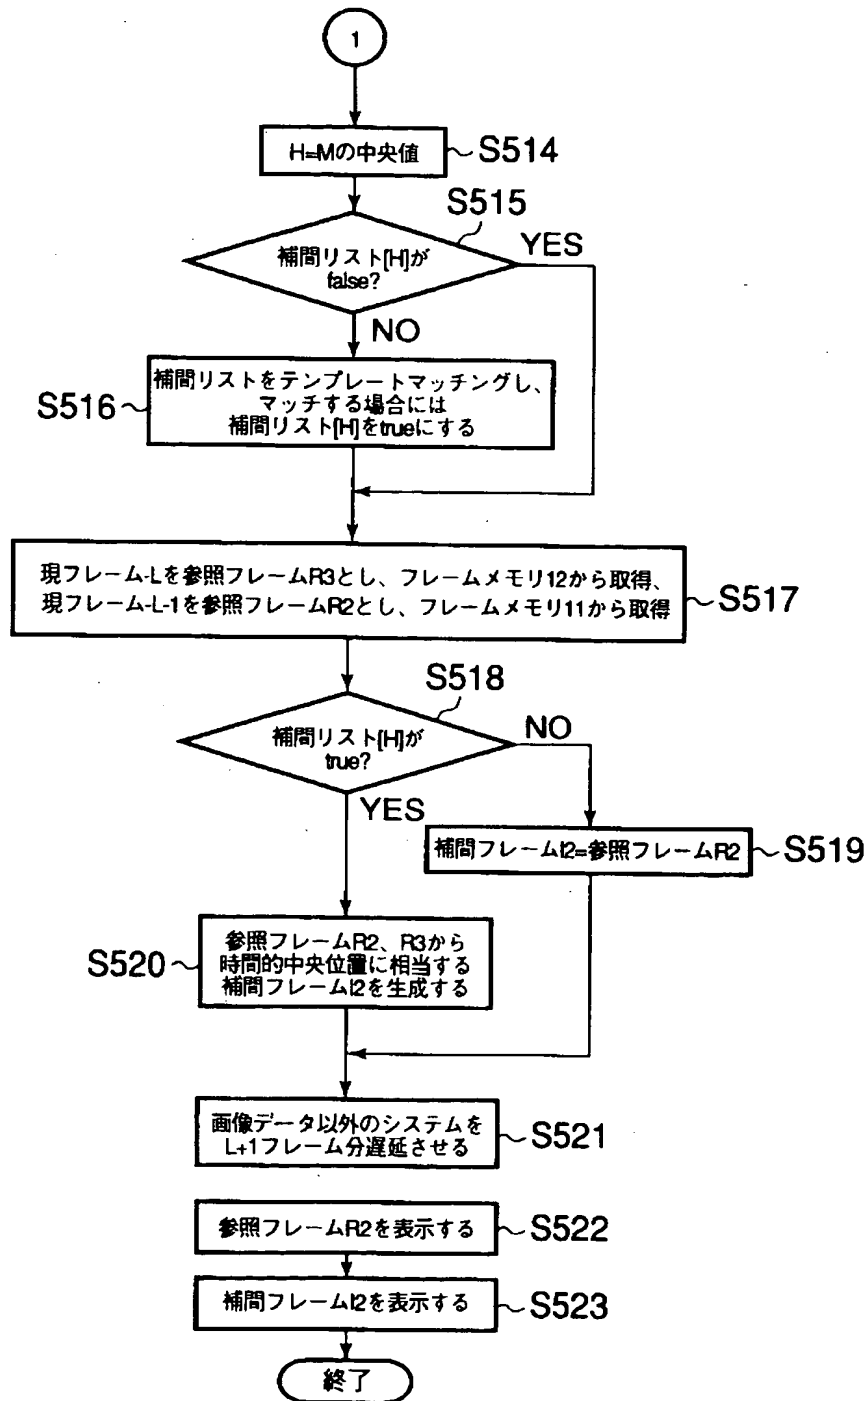 1
H=Mの中央値
S514
S515
補間リスト[H]が
false?
YES
NO
S516
補間リストをテンプレートマッチングし、
マッチする場合には
補間リスト[H]をtrueにする
現フレーム-Lを参照フレームR3とし、フレームメモリ12から取得、
現フレーム-L-1を参照フレームR2とし、フレームメモリ11から取得
S517
S518
補間リスト[H]が
true?
NO
YES
補間フレームI2=参照フレームR2
S519
S520
参照フレームR2、R3から
時間的中央位置に相当する
補間フレームI2を生成する
画像データ以外のシステムを
L+1フレーム分遅延させる
S521
参照フレームR2を表示する
S522
補間フレームI2を表示する
S523
終了